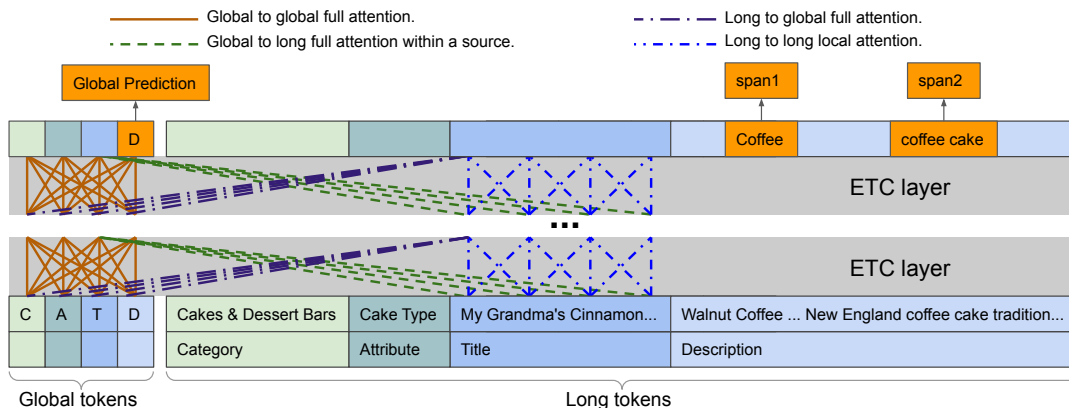 Global to global full attention.
Long to global full attention.
Global to long full attention within a source.
Long to long local attention.
Global Prediction
span1
span2
D
Coffee
coffee cake
ETC layer
...
ETC layer
C A T D Cakes & Dessert Bars Cake Type My Grandma's Cinnamon... Walnut Coffee ... New England coffee cake tradition...
Category Attribute Title Description
Global tokens
Long tokens